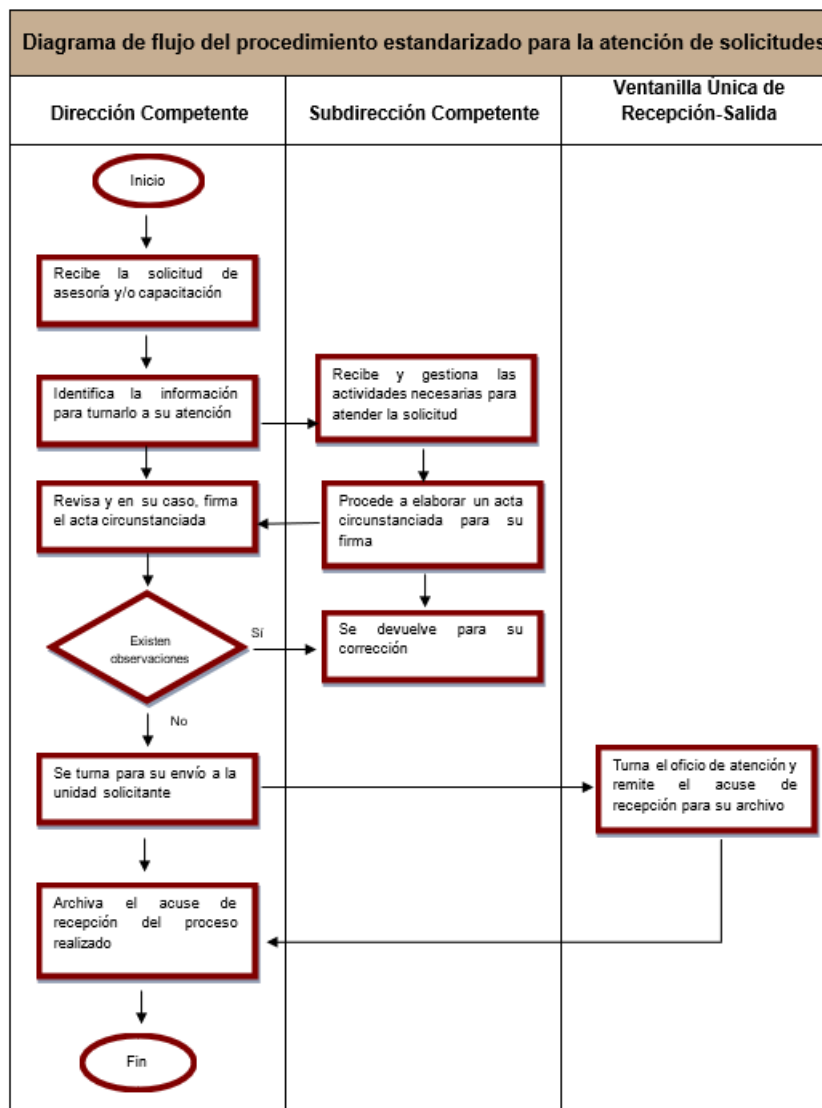 Diagrama de flujo del procedimiento estandarizado para la atención de solicitudes
Dirección Competente
Subdirección Competente
Ventanilla Única de
Recepción-Salida
Inicio
Recibe la solicitud de
asesoría y/o capacitación
Identifica la información
para turnarlo a su atención
Recibe y gestiona las
actividades necesarias para
atender la solicitud
Revisa y en su caso, firma
el acta circunstanciada
Procede a elaborar un acta
circunstanciada para su
firma
Existen
observaciones
Sí
Se devuelve para su
corrección
No
Se turna para su envío a la
unidad solicitante
Turna el oficio de atención y
remite el acuse de
recepción para su archivo
Archiva el acuse de
recepción del proceso
realizado
Fin